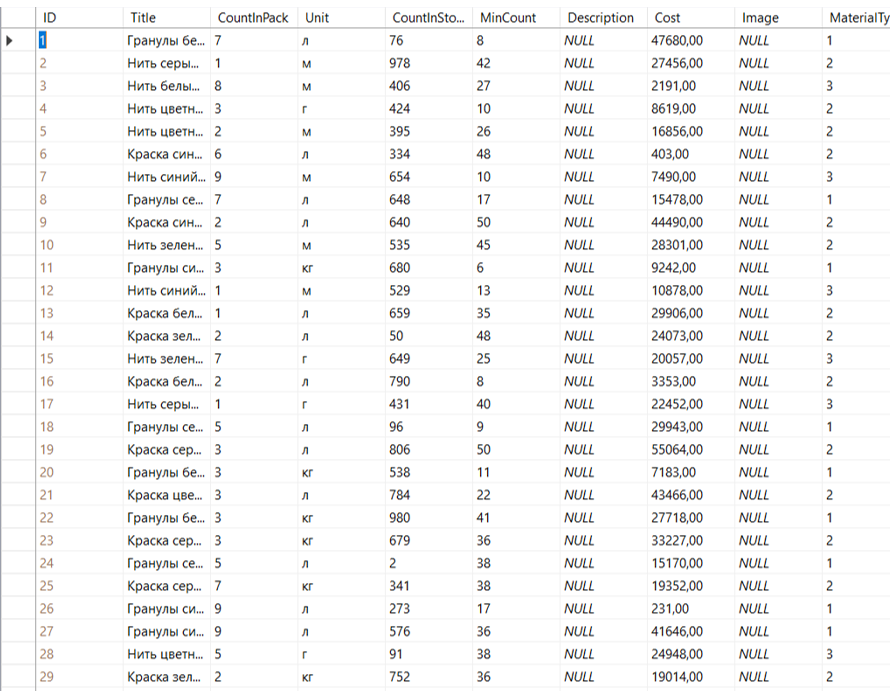 ID Title CountInPack Unit CountInSto... MinCount Description Cost Image MaterialTy
1 Гранулы бе... 7 л 76 8 NULL 47680,00 NULL 1
2 Нить серы... 1 м 978 42 NULL 27456,00 NULL 2
3 Нить белы... 8 м 406 27 NULL 2191,00 NULL 3
4 Нить цветн... 3 г 424 10 NULL 8619,00 NULL 2
5 Нить цветн... 2 м 395 26 NULL 16856,00 NULL 2
6 Краска син... 6 л 334 48 NULL 403,00 NULL 2
7 Нить синий... 9 м 654 10 NULL 7490,00 NULL 3
8 Гранулы се... 7 л 648 17 NULL 15478,00 NULL 1
9 Краска син... 2 л 640 50 NULL 44490,00 NULL 2
10 Нить зелен... 5 м 535 45 NULL 28301,00 NULL 2
11 Гранулы си... 3 кг 680 6 NULL 9242,00 NULL 1
12 Нить синий... 1 м 529 13 NULL 10878,00 NULL 3
13 Краска бел... 1 л 659 35 NULL 29906,00 NULL 2
14 Краска зел... 2 л 50 48 NULL 24073,00 NULL 2
15 Нить зелен... 7 г 649 25 NULL 20057,00 NULL 3
16 Краска бел... 2 л 790 8 NULL 3353,00 NULL 2
17 Нить серы... 1 г 431 40 NULL 22452,00 NULL 3
18 Гранулы се... 5 л 96 9 NULL 29943,00 NULL 1
19 Краска сер... 3 л 806 50 NULL 55064,00 NULL 2
20 Гранулы бе... 3 кг 538 11 NULL 7183,00 NULL 1
21 Краска цве... 3 л 784 22 NULL 43466,00 NULL 2
22 Гранулы бе... 3 кг 980 41 NULL 27718,00 NULL 1
23 Краска сер... 3 кг 679 36 NULL 33227,00 NULL 2
24 Гранулы се... 5 л 2 38 NULL 15170,00 NULL 1
25 Краска сер... 7 кг 341 38 NULL 19352,00 NULL 2
26 Гранулы си... 9 л 273 17 NULL 231,00 NULL 1
27 Гранулы си... 9 л 576 36 NULL 41646,00 NULL 1
28 Нить цветн... 5 г 91 38 NULL 24948,00 NULL 3
29 Краска зел... 2 кг 752 36 NULL 19014,00 NULL 2